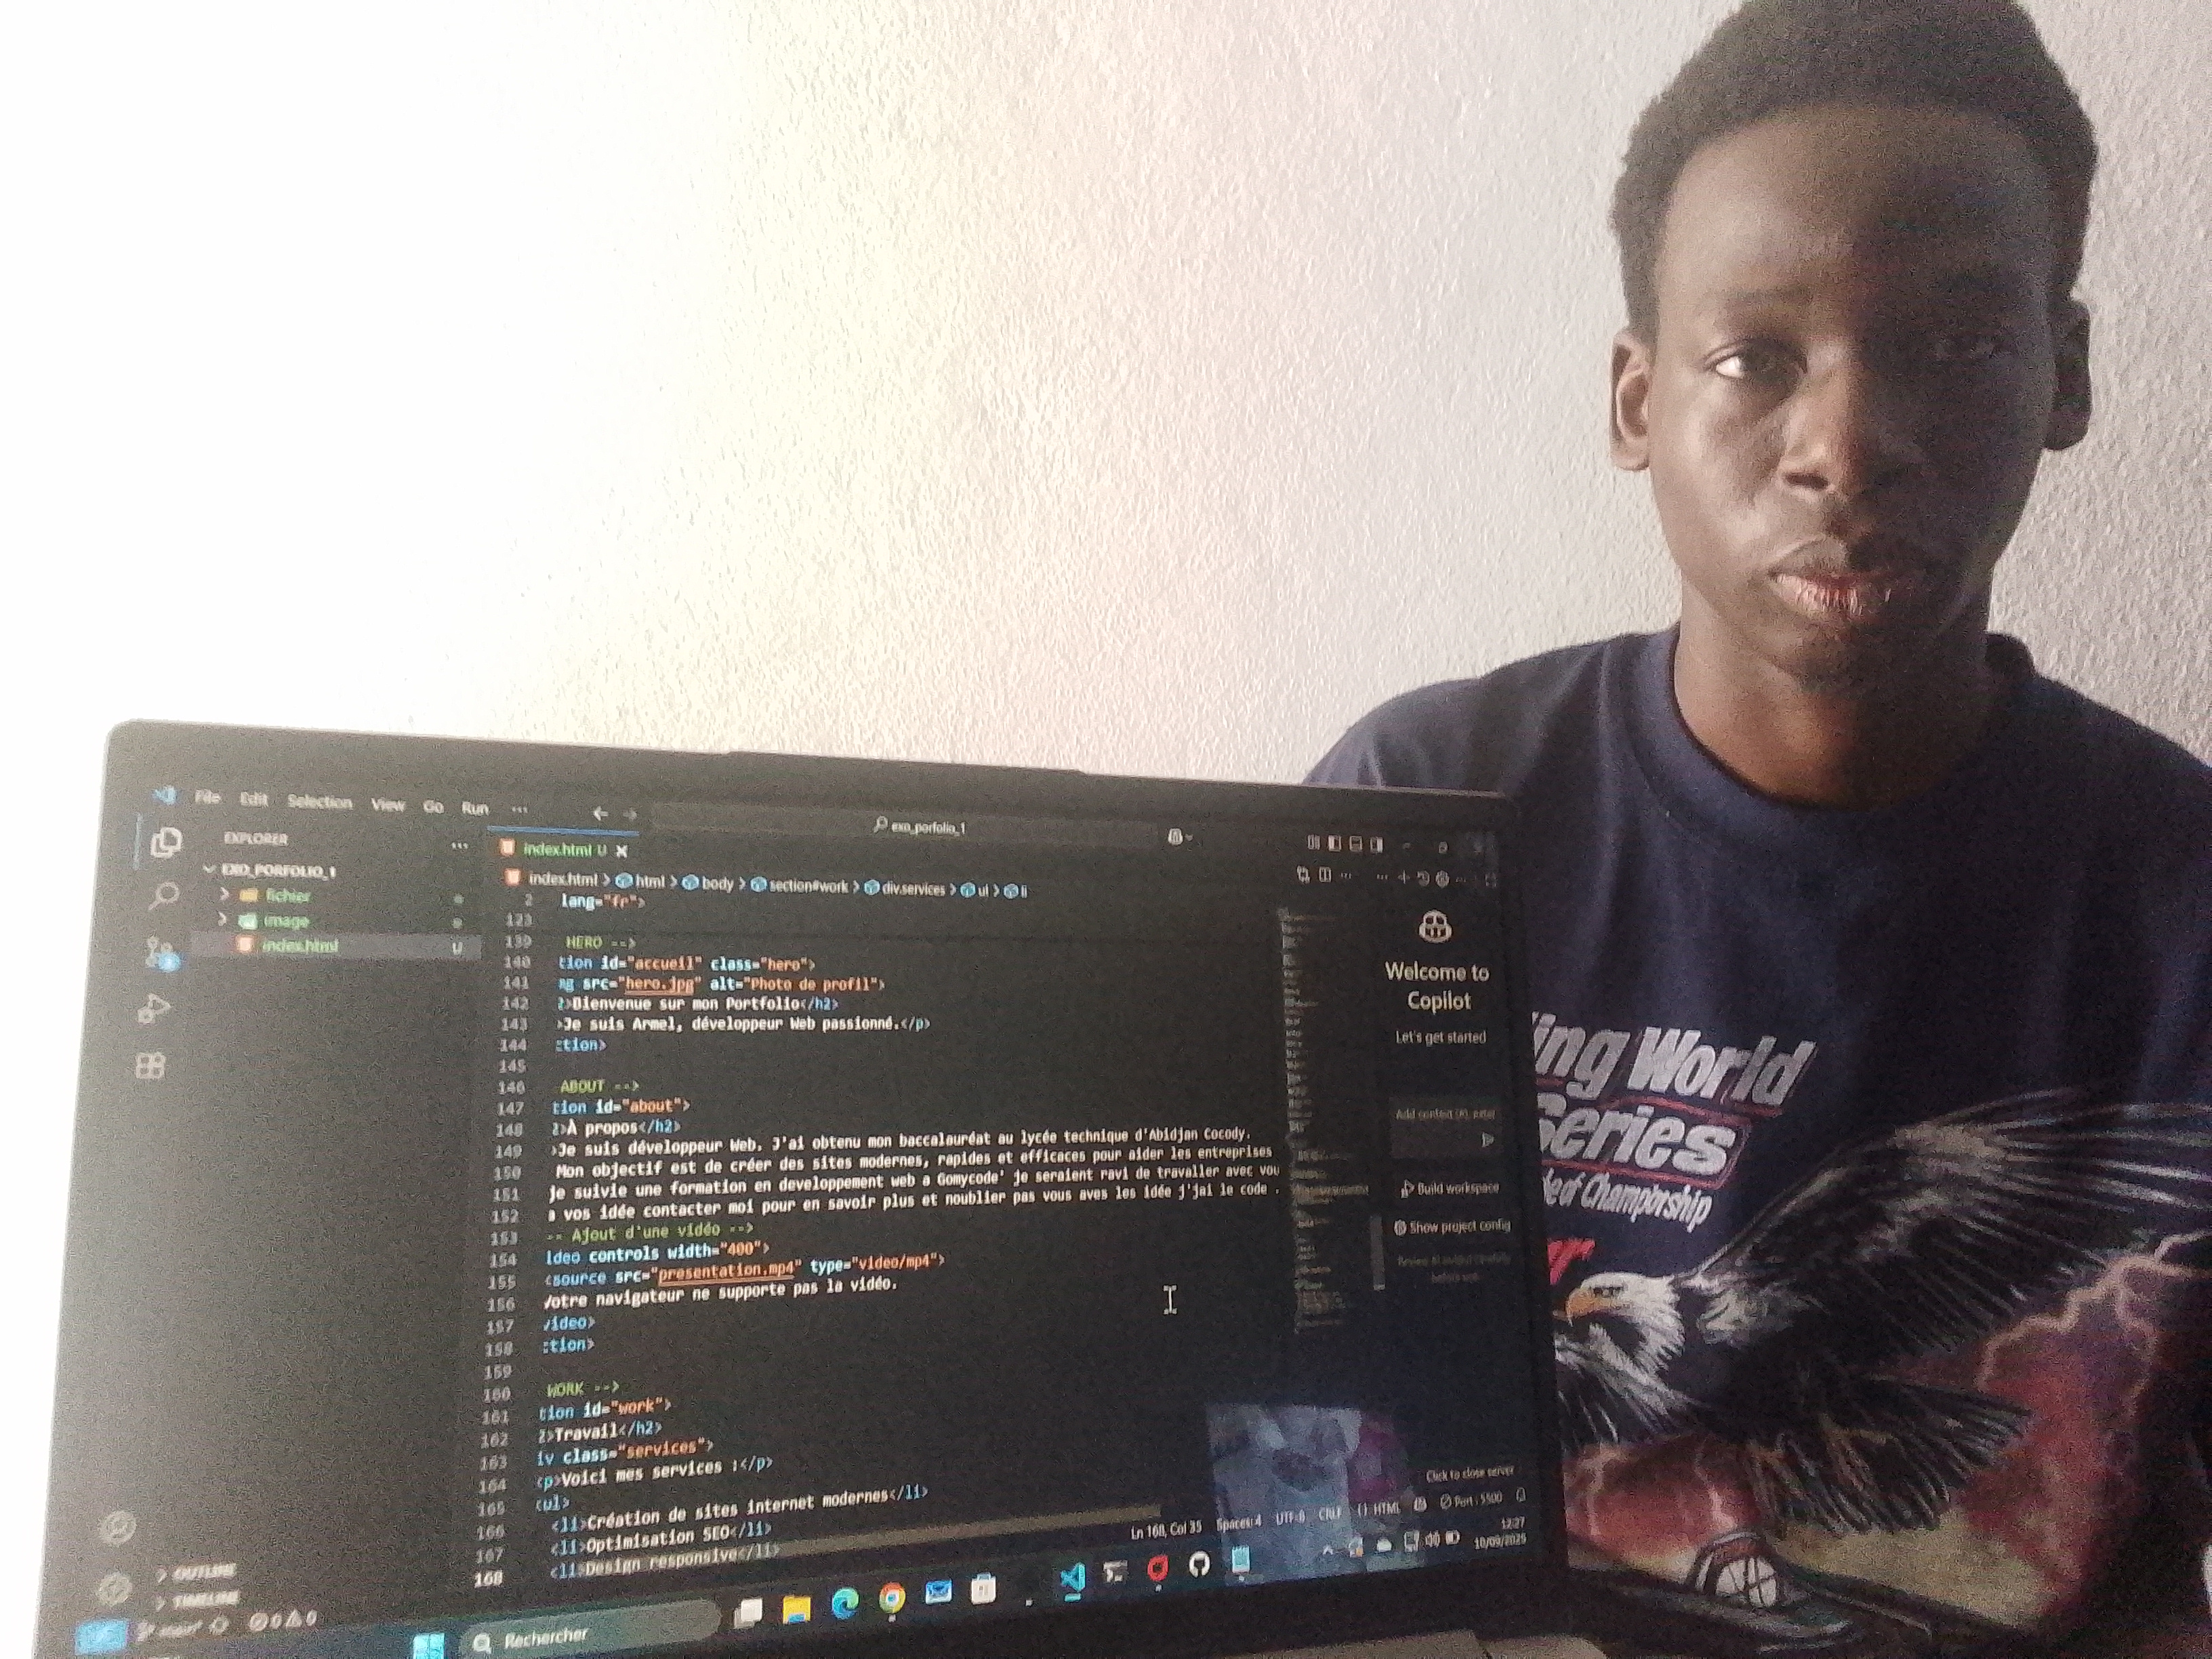 File Edit Selection View Go Run ...
exo_porfolio_1
EXPLORER
EXO_PORFOLIO_1
fichier
image
index.html U
index.html U
index.html > html > body > section#work > div.services > ul > li
2 lang="fr">
123
139 HERO -->
140 tion id="accueil" class="hero">
141 mg src="hero.jpg" alt="Photo de profil">
142 2>Bienvenue sur mon Portfolio</h2>
143 >Je suis Armel, développeur Web passionné.</p>
144 ction>
145
146 ABOUT -->
147 tion id="about">
148 2>À propos</h2>
149 >Je suis développeur Web. J'ai obtenu mon baccalauréat au lycée technique d'Abidjan Cocody.
150 Mon objectif est de créer des sites modernes, rapides et efficaces pour aider les entreprises
151 je suivie une formation en developpement web a Gomycode' je seraient ravi de travailer avec vou
152 a vos idée contacter moi pour en savoir plus et noublier pas vous aves les idée j'jai le code .
153 -- Ajout d'une vidéo -->
154 ideo controls width="400">
155 <source src="presentation.mp4" type="video/mp4">
156 Votre navigateur ne supporte pas la vidéo.
157 /ideo>
158 ction>
159
160 WORK -->
161 tion id="work">
162 2>Travail</h2>
163 iv class="services">
164 <p>Voici mes services :</p>
165 <ul>
166 <li>Création de sites internet modernes</li>
167 <li>Optimisation SEO</li>
168 <li>Design responsive</li>
Welcome to
Copilot
Let's get started
Build workspace
Show project config
Click to close server
OUTLINE
TIMELINE
main* 0 0
Ln 168, Col 35 Spaces: 4 UTF-8 CRLF {} HTML Port : 5500
Rechercher
12:27
10/09/2025
ing World
Series
de of Champorship